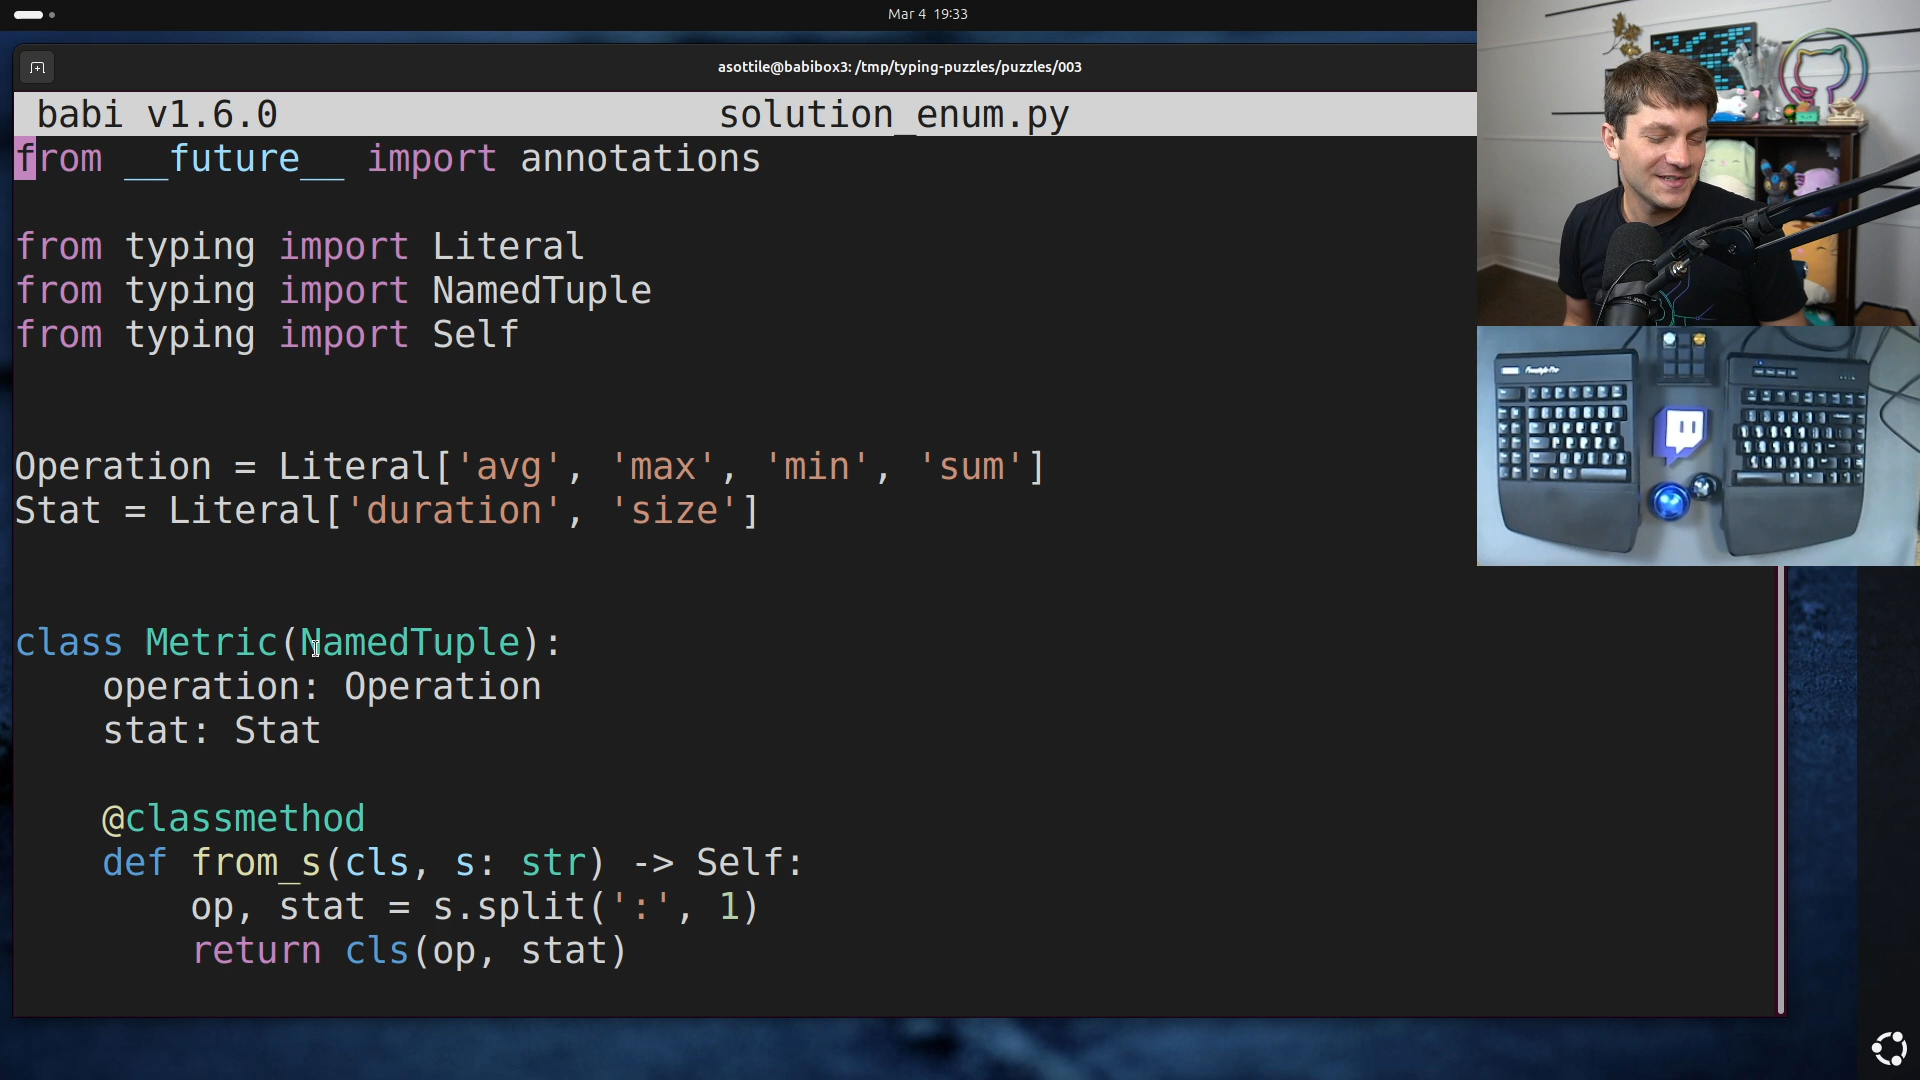 Mar 4 19:33
asottile@babibox3: /tmp/typing-puzzles/puzzles/003
babi v1.6.0 solution_enum.py
from __future__ import annotations
from typing import Literal
from typing import NamedTuple
from typing import Self
Operation = Literal['avg', 'max', 'min', 'sum']
Stat = Literal['duration', 'size']
class Metric(NamedTuple):
    operation: Operation
    stat: Stat
    @classmethod
    def from_s(cls, s: str) -> Self:
        op, stat = s.split(':', 1)
        return cls(op, stat)